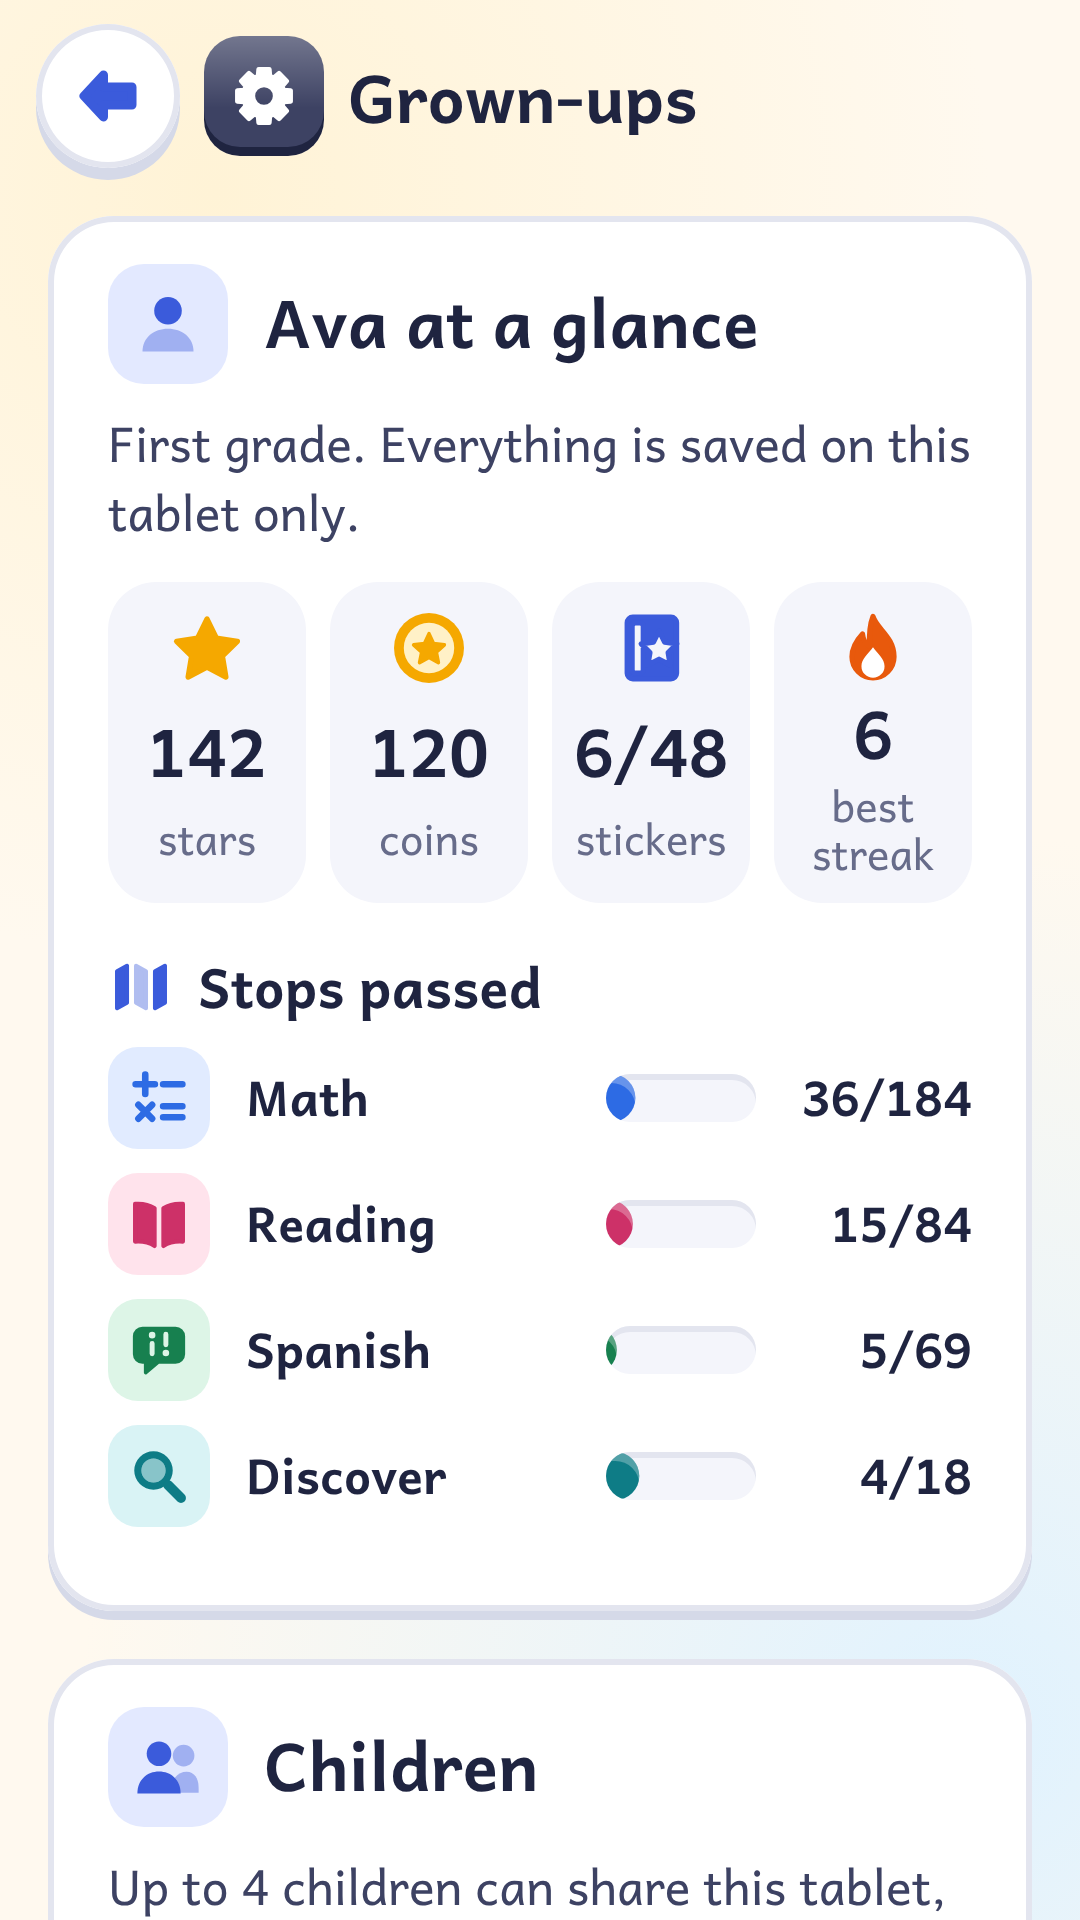 Grown-ups
Ava at a glance
First grade. Everything is saved on this
tablet only.
142
stars
120
coins
6/48
stickers
6
best
streak
Stops passed
Math 36/184
Reading 15/84
Spanish 5/69
Discover 4/18
Children
Up to 4 children can share this tablet,